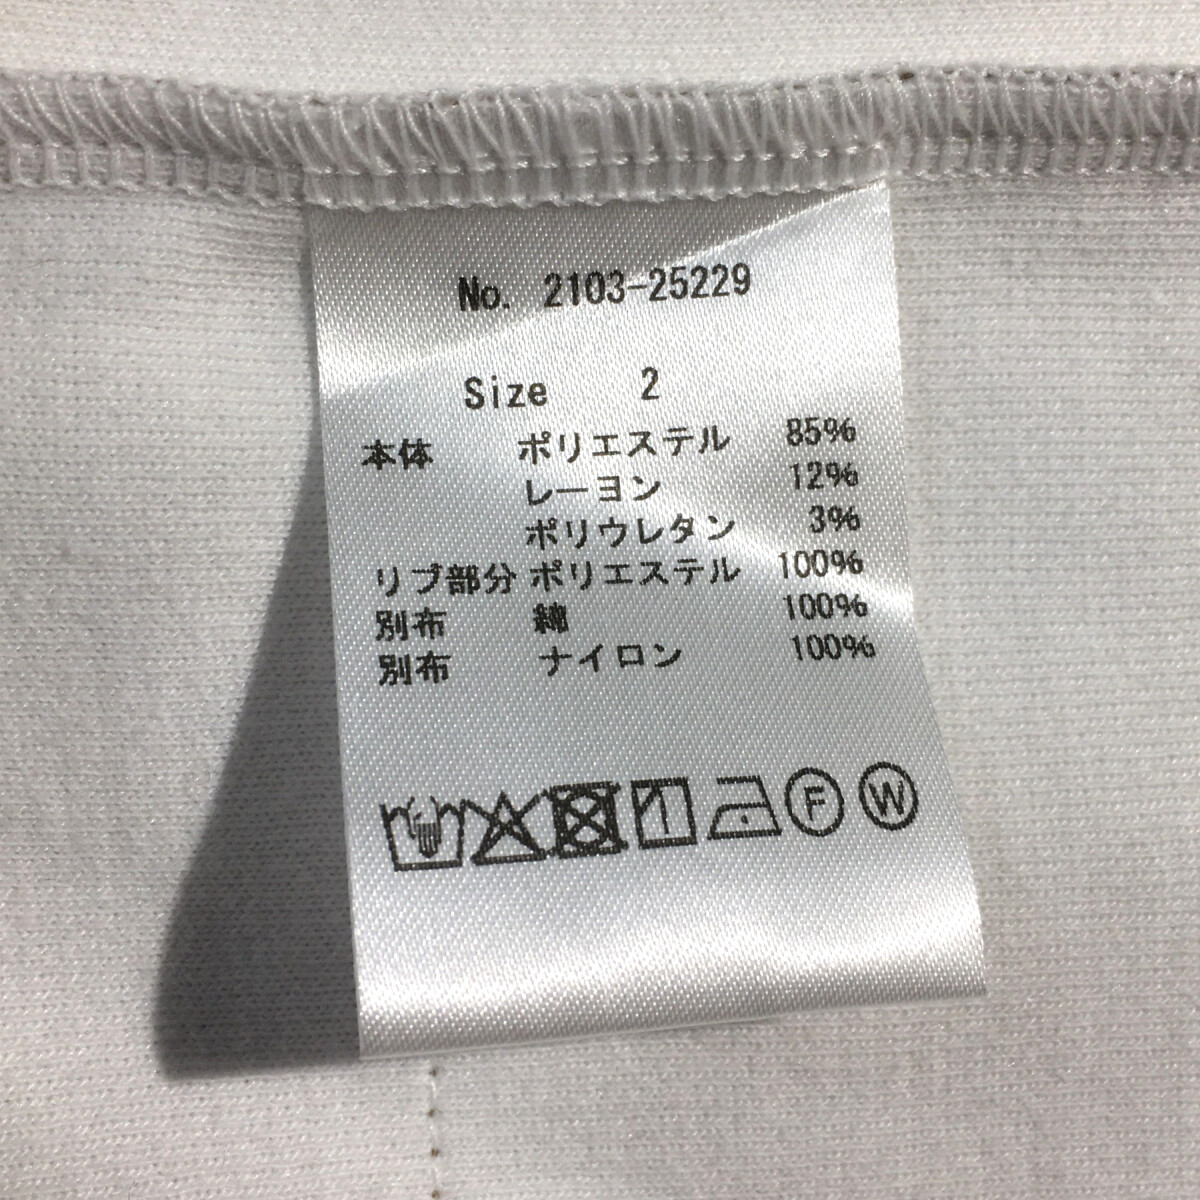 No. 2103-25229
Size 2
本体 ポリエステル 85%
レーヨン 12%
ポリウレタン 3%
リブ部分 ポリエステル 100%
別布 綿 100%
別布 ナイロン 100%
F W